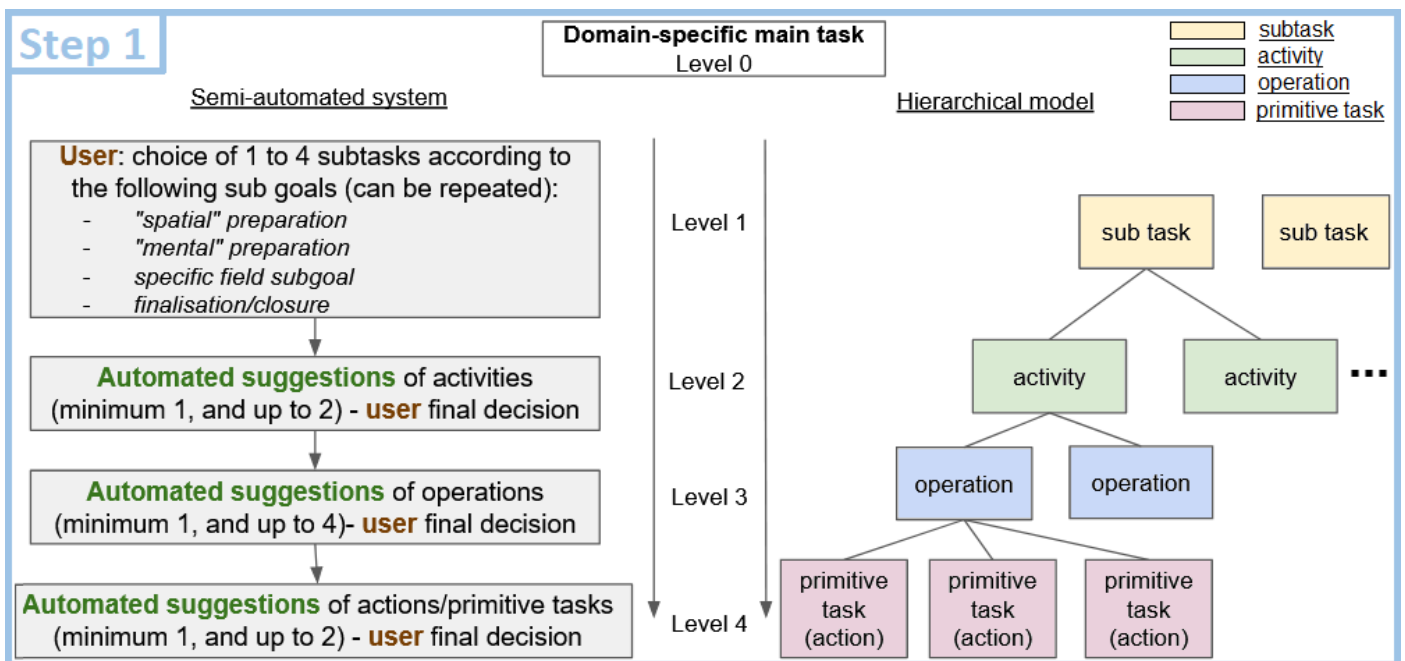 Step 1
Domain-specific main task
Level 0
subtask
activity
operation
primitive task
Semi-automated system
Hierarchical model
User: choice of 1 to 4 subtasks according to
the following sub goals (can be repeated):
- "spatial" preparation
- "mental" preparation
- specific field subgoal
- finalisation/closure
Level 1
sub task
sub task
Automated suggestions of activities
(minimum 1, and up to 2) - user final decision
Level 2
activity
activity
...
Automated suggestions of operations
(minimum 1, and up to 4)- user final decision
Level 3
operation
operation
Automated suggestions of actions/primitive tasks
(minimum 1, and up to 2) - user final decision
Level 4
primitive
task
(action)
primitive
task
(action)
primitive
task
(action)